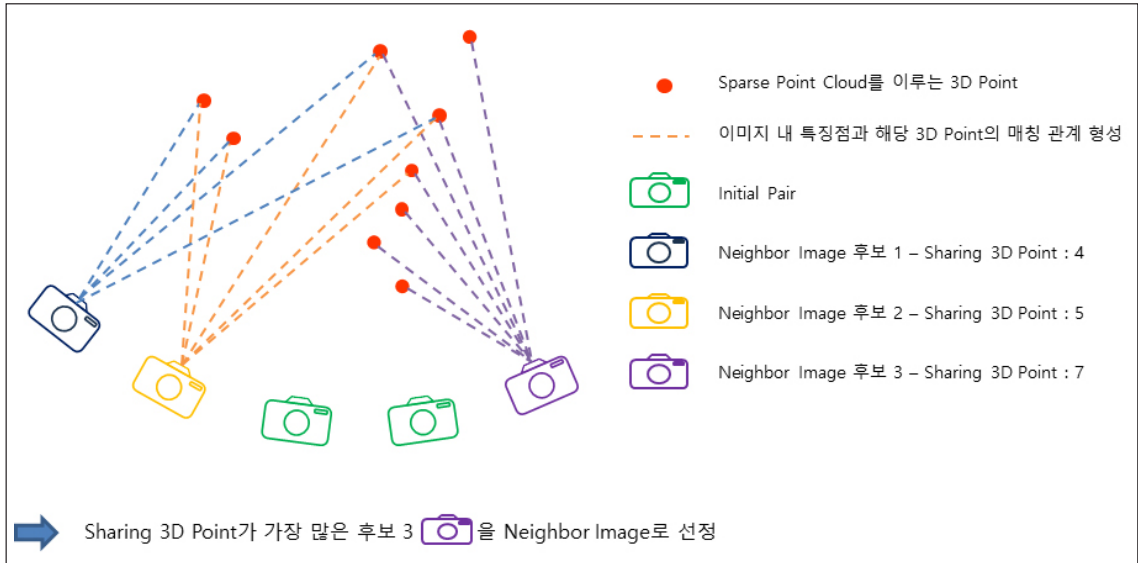 Sparse Point Cloud를 이루는 3D Point
이미지 내 특징점과 해당 3D Point의 매칭 관계 형성
Initial Pair
Neighbor Image 후보 1 – Sharing 3D Point : 4
Neighbor Image 후보 2 – Sharing 3D Point : 5
Neighbor Image 후보 3 – Sharing 3D Point : 7
Sharing 3D Point가 가장 많은 후보 3 을 Neighbor Image로 선정